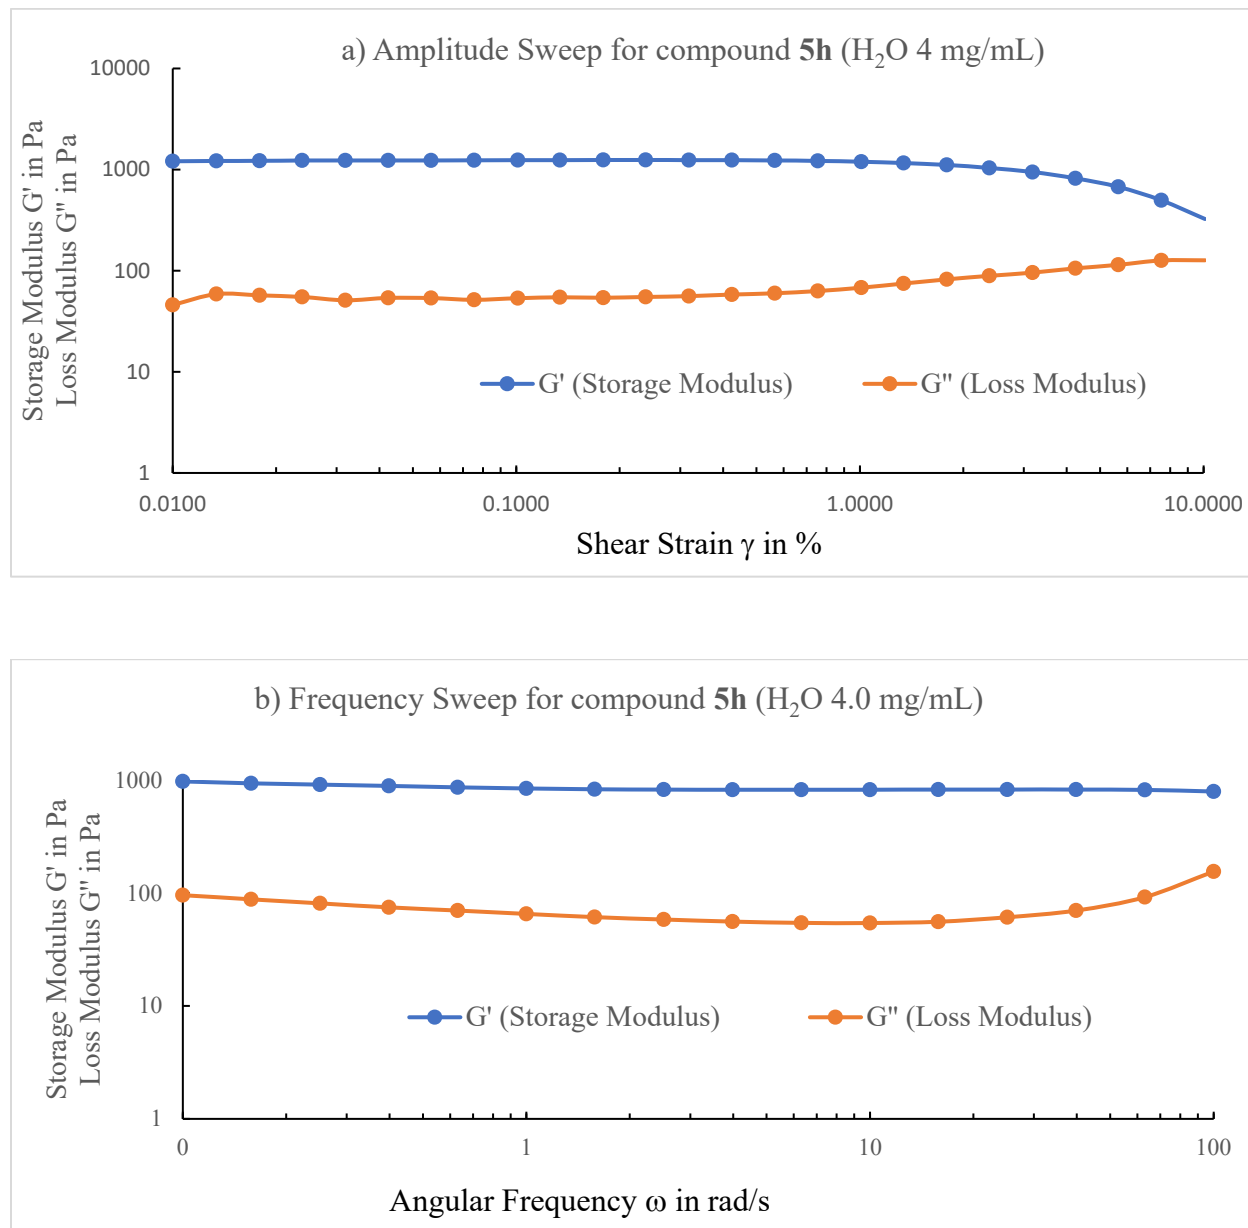 a) Amplitude Sweep for compound 5h (H₂O 4 mg/mL)
Storage Modulus G' in Pa
Loss Modulus G" in Pa
10000
1000
100
10
1
G' (Storage Modulus)
G" (Loss Modulus)
0.0100
0.1000
1.0000
10.0000
Shear Strain γ in %
b) Frequency Sweep for compound 5h (H₂O 4.0 mg/mL)
Storage Modulus G' in Pa
Loss Modulus G" in Pa
1000
100
10
1
G' (Storage Modulus)
G" (Loss Modulus)
0
1
10
100
Angular Frequency ω in rad/s